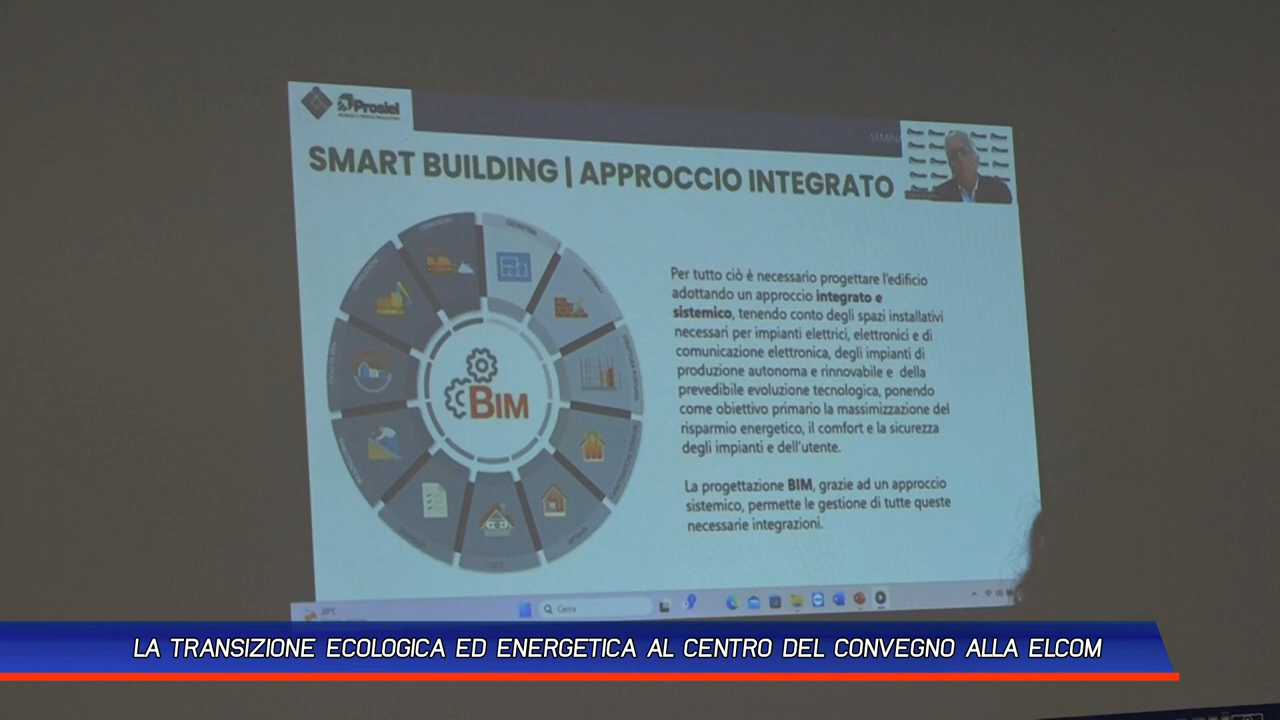 Prosiel
SMART BUILDING | APPROCCIO INTEGRATO
Per tutto ciò è necessario progettare l'edificio
adottando un approccio integrato e
sistemico, tenendo conto degli spazi installativi
necessari per impianti elettrici, elettronici e di
comunicazione elettronica, degli impianti di
produzione autonoma e rinnovabile e della
prevedibile evoluzione tecnologica, ponendo
come obiettivo primario la massimizzazione del
risparmio energetico, il comfort e la sicurezza
degli impianti e dell'utente.
La progettazione BIM, grazie ad un approccio
sistemico, permette le gestione di tutte queste
necessarie integrazioni.
BIM
Cerca
LA TRANSIZIONE ECOLOGICA ED ENERGETICA AL CENTRO DEL CONVEGNO ALLA ELCOM